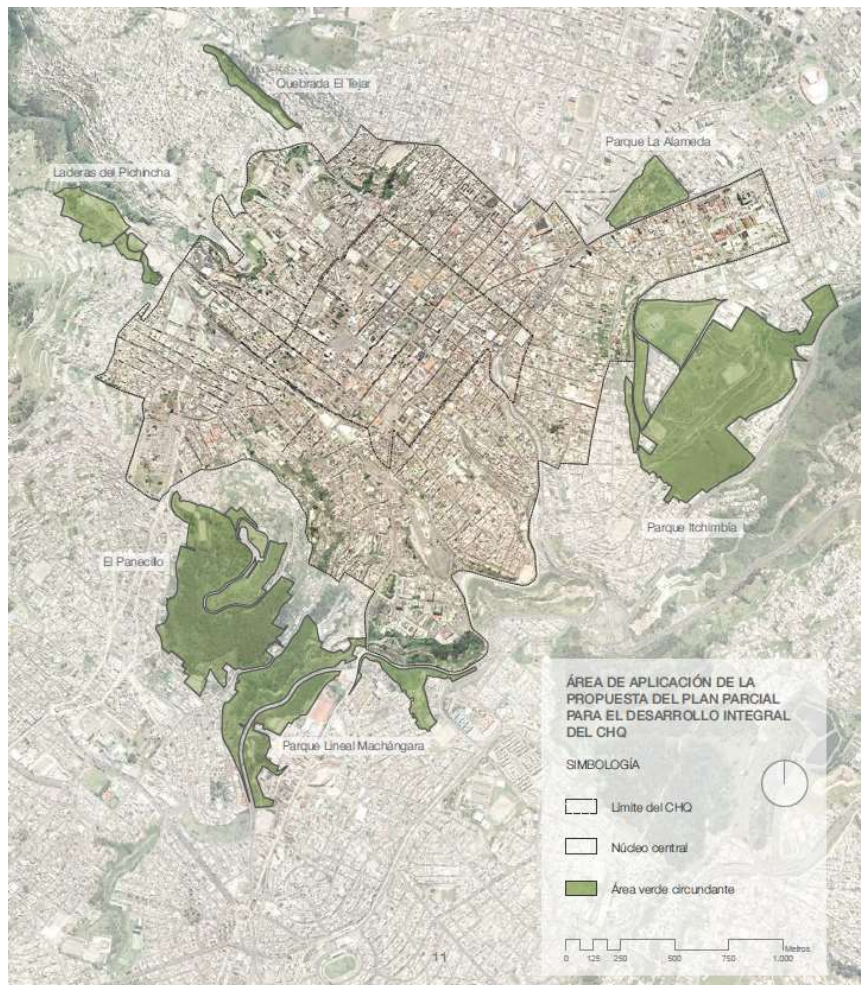 Quebrada El Tejar
Parque La Alameda
Laderas del Pichincha
Parque Itchimbía
El Panecillo
Parque Lineal Machángara
ÁREA DE APLICACIÓN DE LA
PROPUESTA DEL PLAN PARCIAL
PARA EL DESARROLLO INTEGRAL
DEL CHQ
SIMBOLOGÍA
Límite del CHQ
Núcleo central
Área verde circundante
Metros
0 125 250 500 750 1.000
11